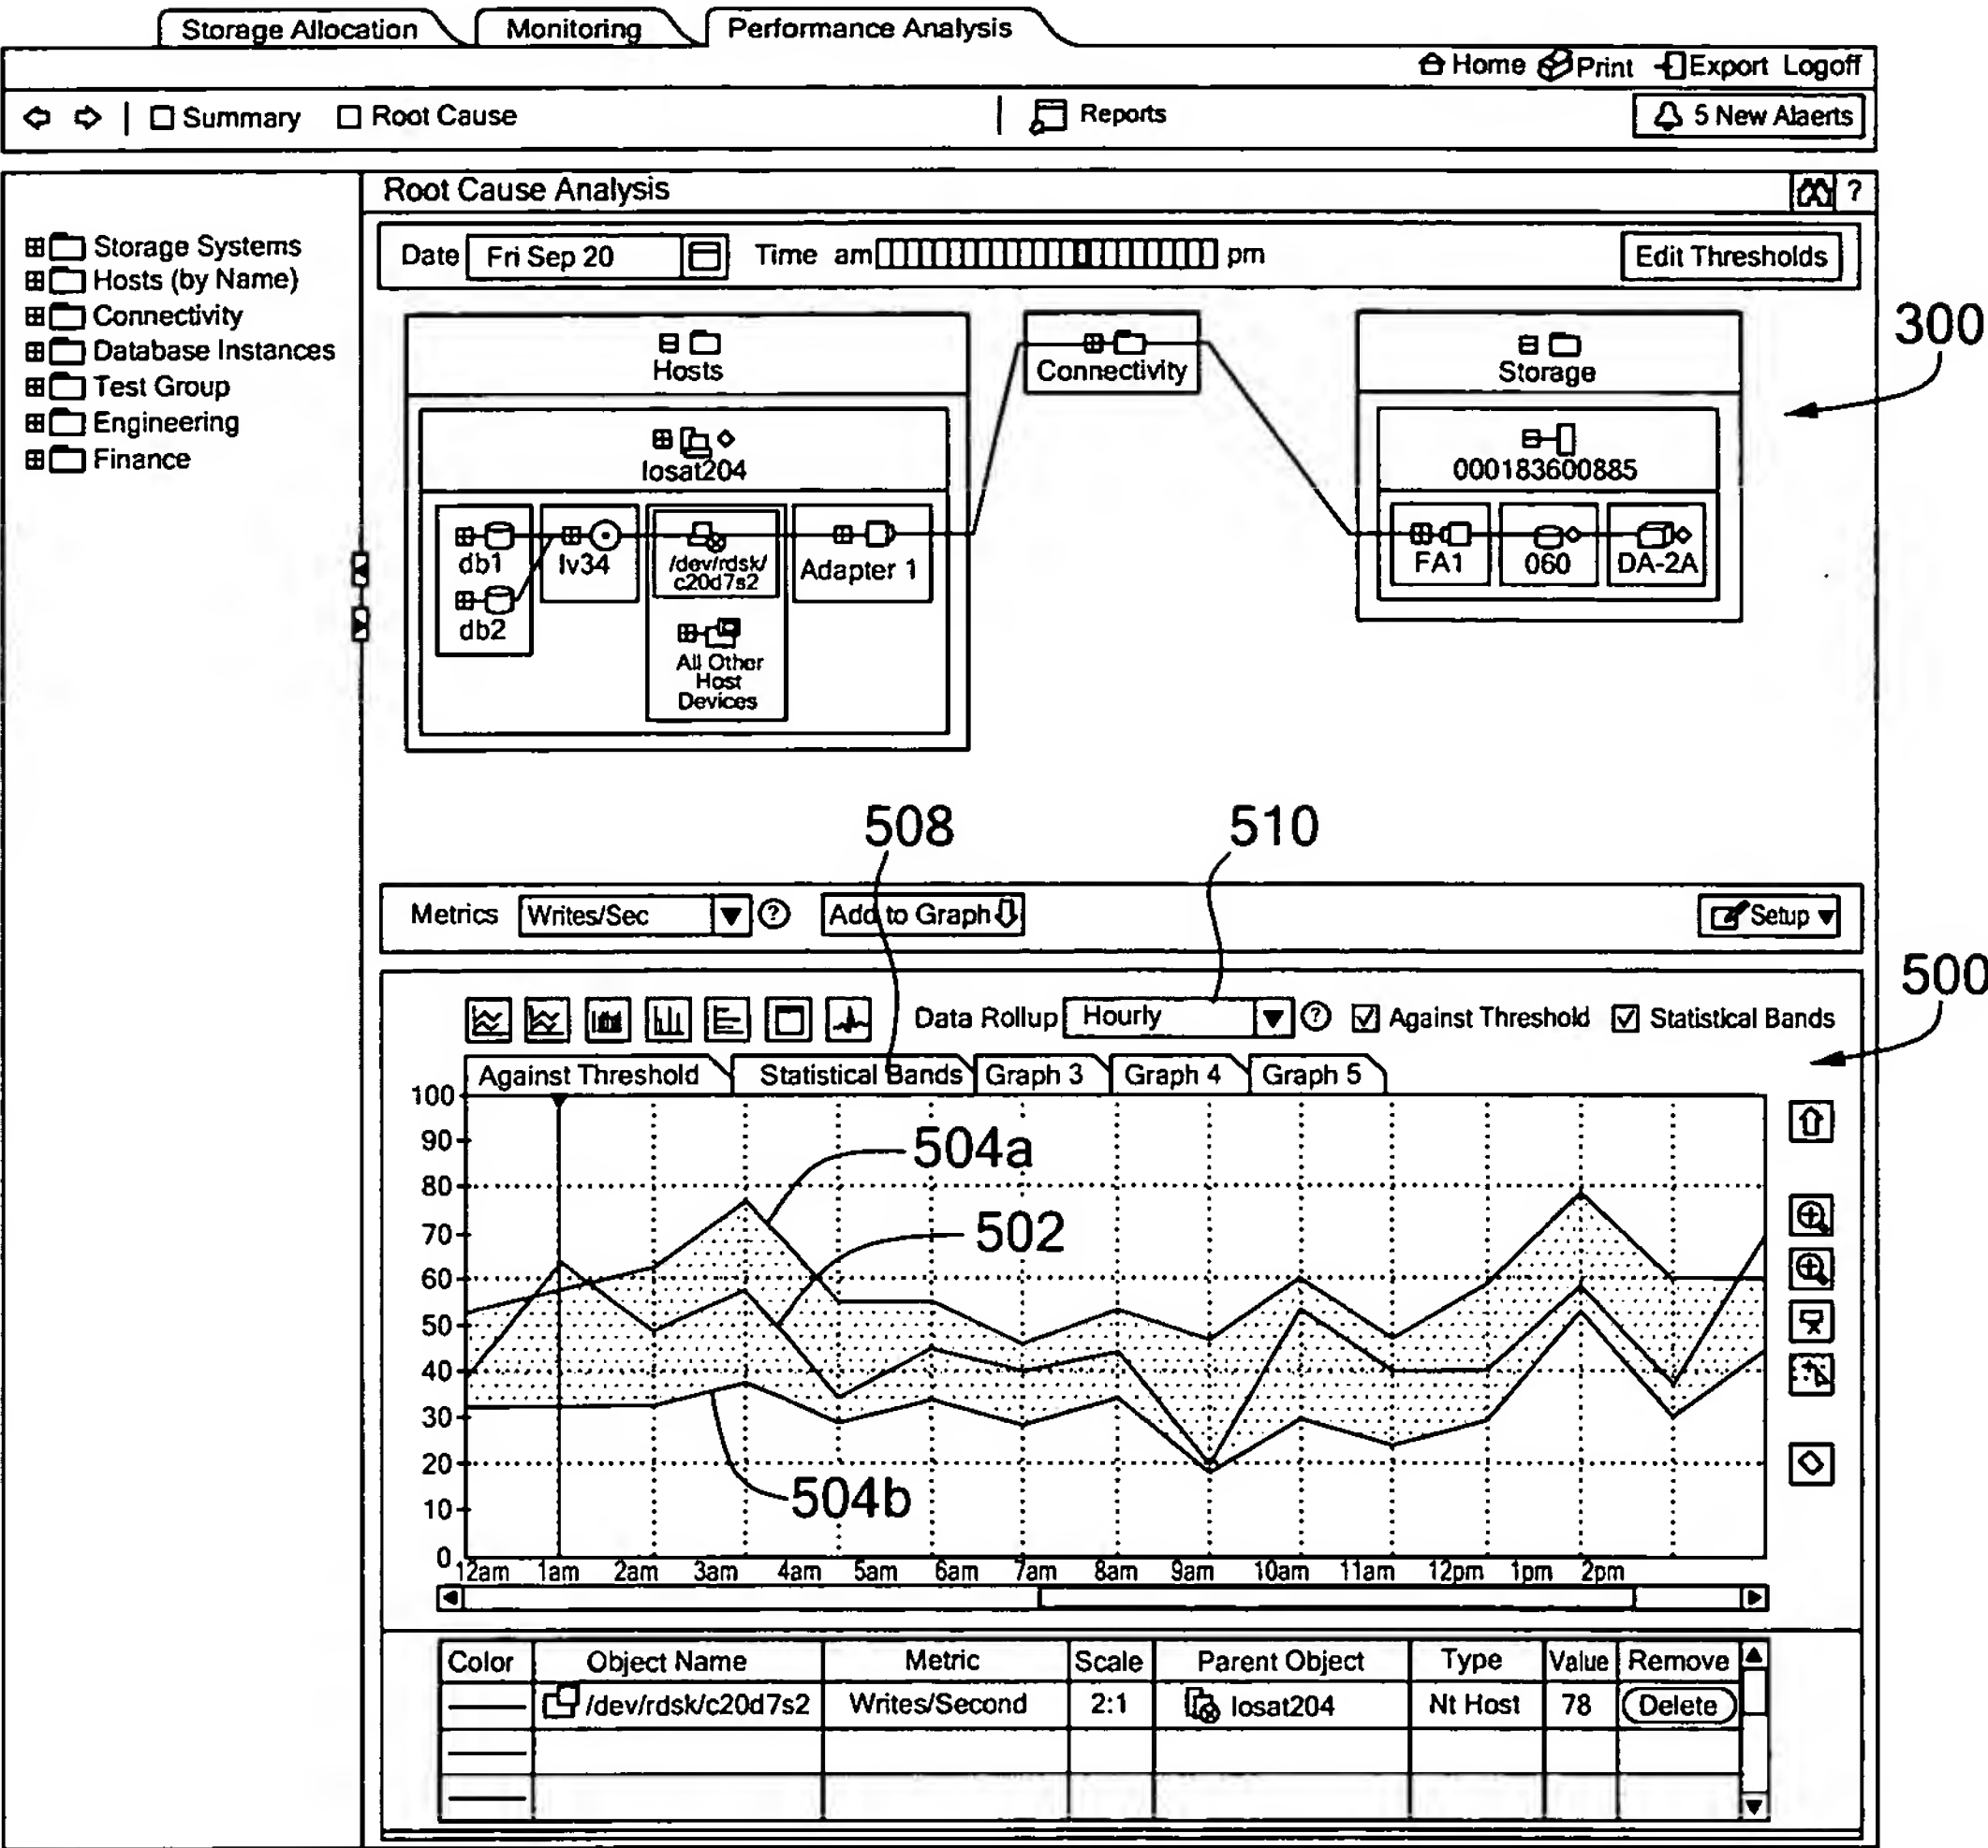 Storage Allocation Monitoring Performance Analysis
Home Print Export Logoff
Summary Root Cause Reports 5 New Alaerts
Root Cause Analysis ?
Storage Systems
Hosts (by Name)
Connectivity
Database Instances
Test Group
Engineering
Finance
Date Fri Sep 20 Time am pm Edit Thresholds
300
Hosts
Connectivity
Storage
losat204
000183600885
db1
lv34
/dev/rdsk/
c20d7s2
Adapter 1
FA1
060
DA-2A
db2
All Other
Host
Devices
508
510
Metrics Writes/Sec ? Add to Graph Setup
500
Data Rollup Hourly ? Against Threshold Statistical Bands
Against Threshold Statistical Bands Graph 3 Graph 4 Graph 5
100
90
80
70
60
50
40
30
20
10
0
504a
502
504b
12am 1am 2am 3am 4am 5am 6am 7am 8am 9am 10am 11am 12pm 1pm 2pm
Color Object Name Metric Scale Parent Object Type Value Remove
/dev/rdsk/c20d7s2 Writes/Second 2:1 losat204 Nt Host 78 Delete